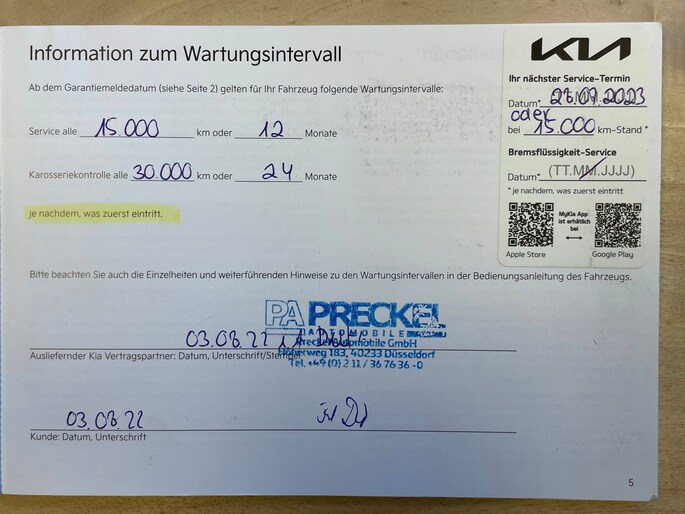 Information zum Wartungsintervall
Ab dem Garantiemeldedatum (siehe Seite 2) gelten für Ihr Fahrzeug folgende Wartungsintervalle:
Service alle 15.000 km oder 12 Monate
Karosseriekontrolle alle 30.000 km oder 24 Monate
je nachdem, was zuerst eintritt.
KIA
Ihr nächster Service-Termin
Datum* 28.07.2023
oder
bei 15.000 km-Stand *
Bremsflüssigkeit-Service
Datum* (TT.MM.JJJJ)
* je nachdem, was zuerst eintritt
MyKia App
ist erhältlich
bei
Apple Store
Google Play
Bitte beachten Sie auch die Einzelheiten und weiterführenden Hinweise zu den Wartungsintervallen in der Bedienungsanleitung des Fahrzeugs.
PA PRECKEL
AUTOMOBILE
Preckel Automobile GmbH
Höherweg 183, 40233 Düsseldorf
Tel. +49 (0) 2 11 / 36 76 36 -0
03.08.22
Ausliefernder Kia Vertragspartner: Datum, Unterschrift/Stempel
03.08.22
Kunde: Datum, Unterschrift
5